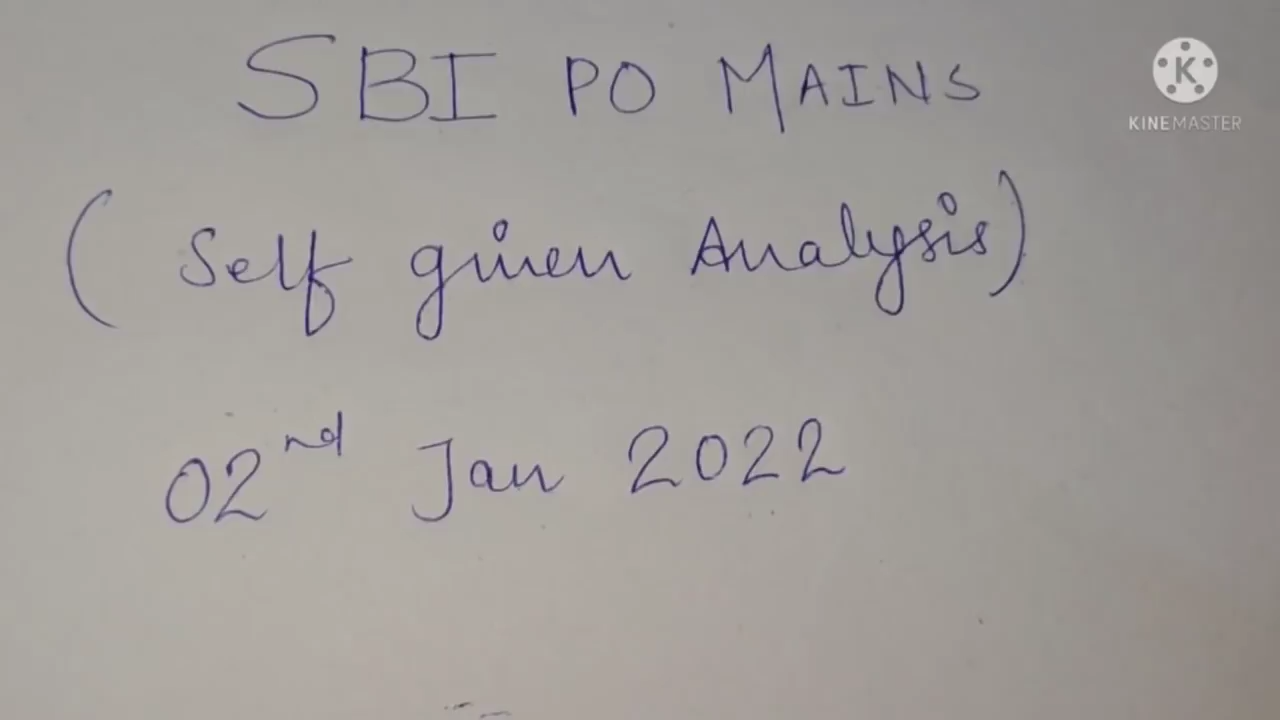 SBI PO MAINS
K
KINEMASTER
(Self given Analysis)
02nd Jan 2022